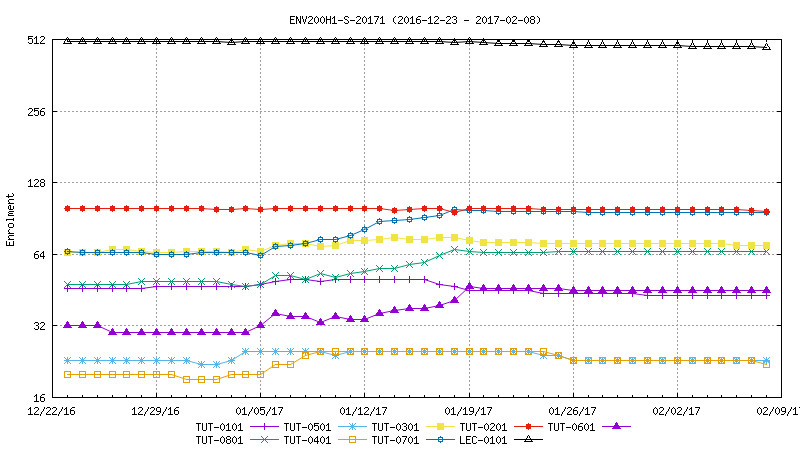 ENV200H1-S-20171 (2016-12-23 - 2017-02-08)
512
256
128
64
32
16
Enrolment
12/22/16 12/29/16 01/05/17 01/12/17 01/19/17 01/26/17 02/02/17 02/09/17
TUT-0101 TUT-0501 TUT-0301 TUT-0201 TUT-0601
TUT-0801 TUT-0401 TUT-0701 LEC-0101